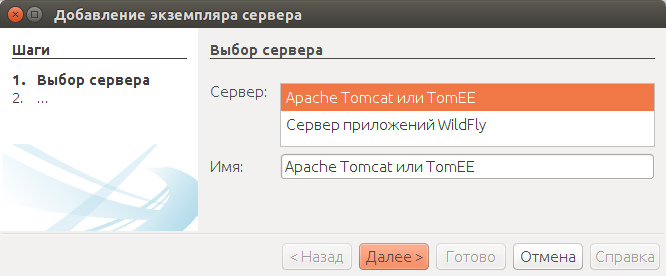 Добавление экземпляра сервера
Шаги
1. Выбор сервера
2. ...
Выбор сервера
Сервер:
Apache Tomcat или TomEE
Сервер приложений WildFly
Имя:
Apache Tomcat или TomEE
< Назад
Далее >
Готово
Отмена
Справка